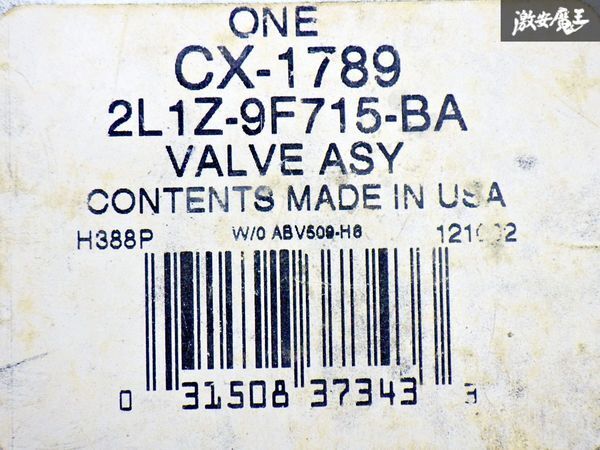 激安魔王
ONE
CX-1789
2L1Z-9F715-BA
VALVE ASY
CONTENTS MADE IN USA
H388P W/O ABV509-H6
0 31508 37343 3